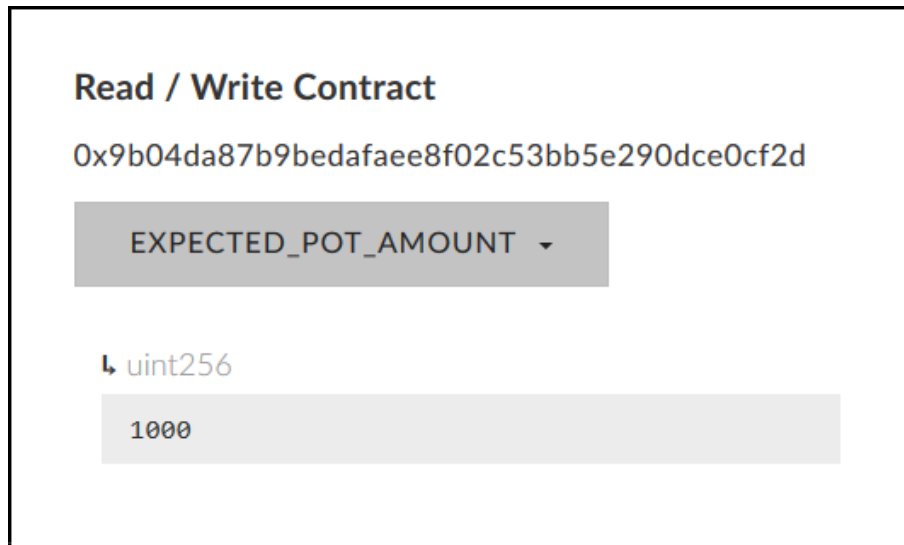 Read / Write Contract
0x9b04da87b9bedafaee8f02c53bb5e290dce0cf2d
EXPECTED_POT_AMOUNT
uint256
1000